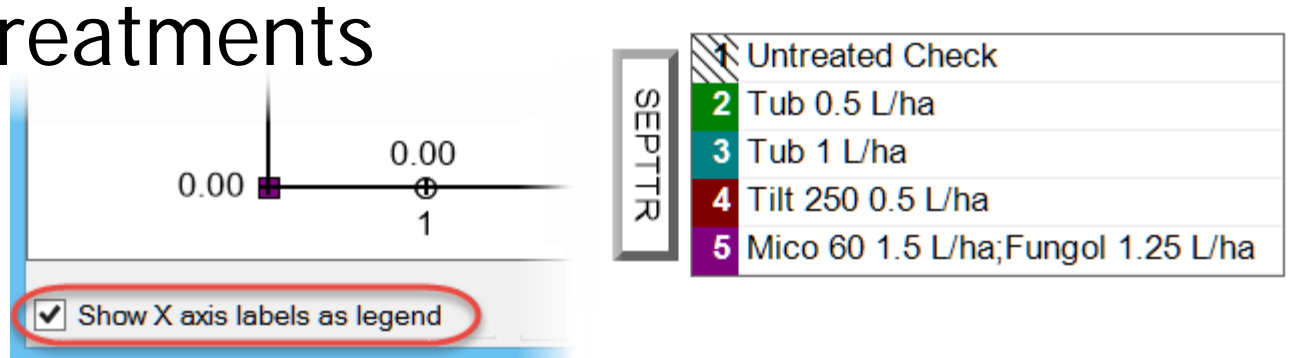 reatments
0.00
0.00
1
Show X axis labels as legend
SEPTTR
1 Untreated Check
2 Tub 0.5 L/ha
3 Tub 1 L/ha
4 Tilt 250 0.5 L/ha
5 Mico 60 1.5 L/ha;Fungol 1.25 L/ha